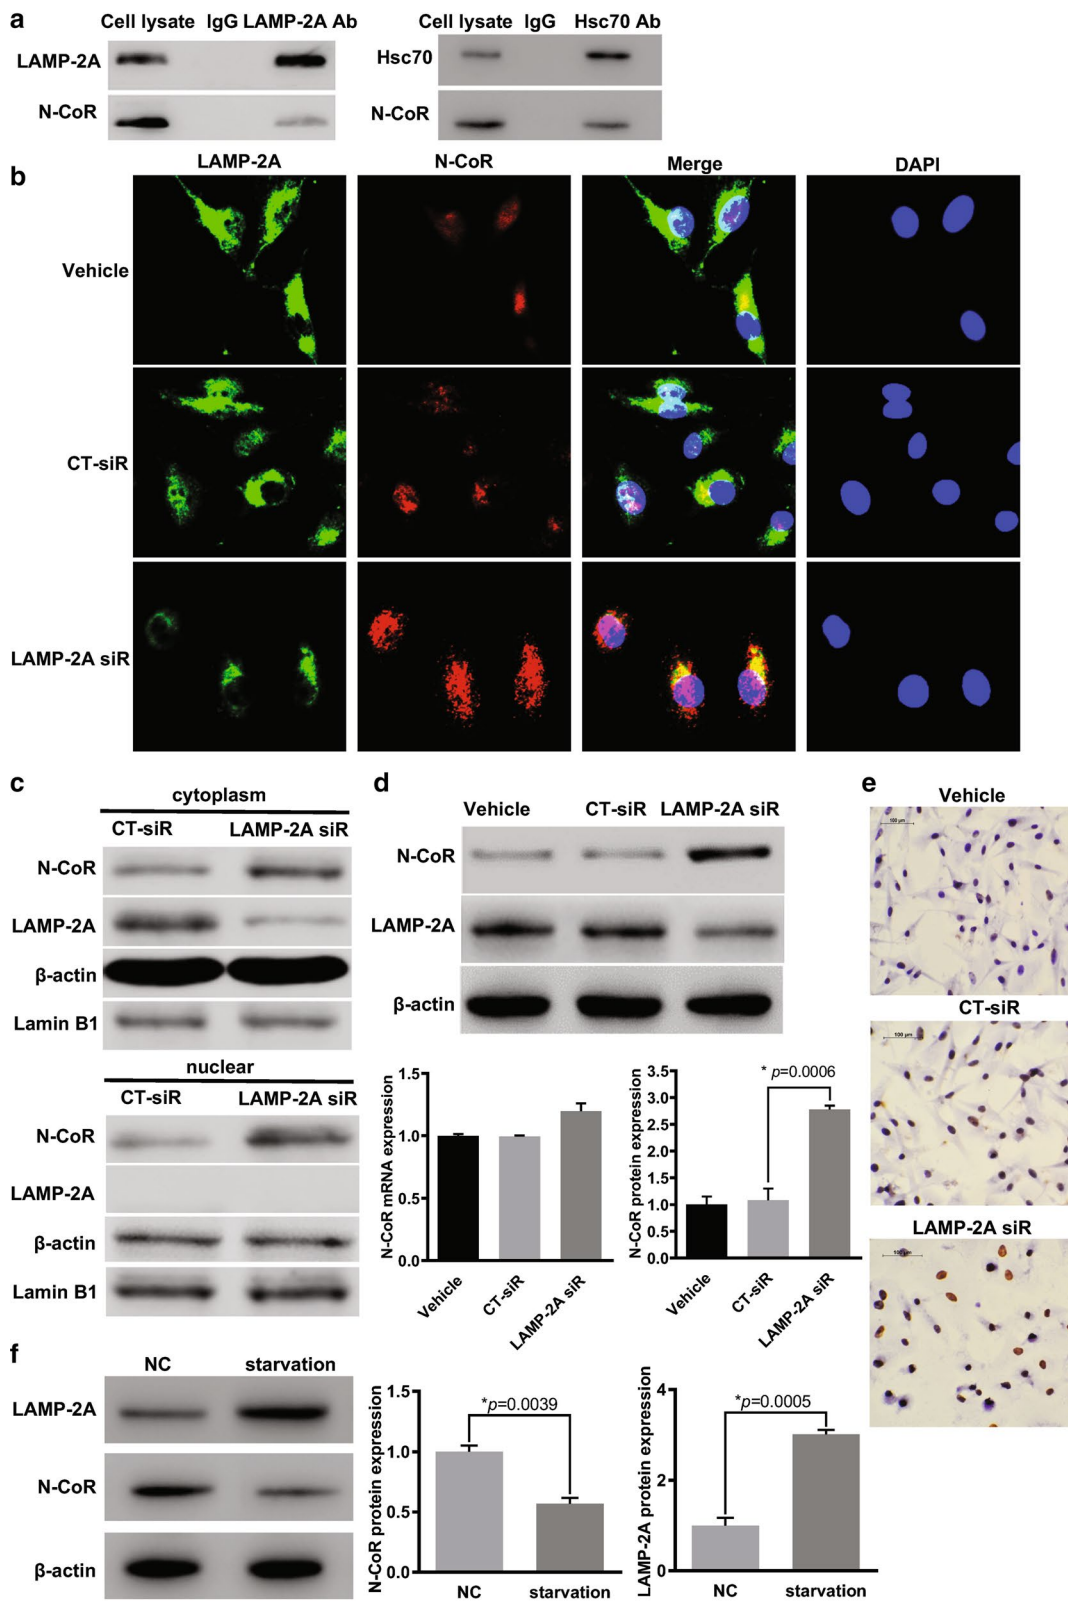 a
Cell lysate IgG LAMP-2A Ab
LAMP-2A
N-CoR
Cell lysate IgG Hsc70 Ab
Hsc70
N-CoR
b
LAMP-2A N-CoR Merge DAPI
Vehicle
CT-siR
LAMP-2A siR
c
cytoplasm
CT-siR LAMP-2A siR
N-CoR
LAMP-2A
β-actin
Lamin B1
nuclear
CT-siR LAMP-2A siR
N-CoR
LAMP-2A
β-actin
Lamin B1
d
Vehicle CT-siR LAMP-2A siR
N-CoR
LAMP-2A
β-actin
N-CoR mRNA expression
1.5
1.0
0.5
0.0
Vehicle
CT-siR
LAMP-2A siR
N-CoR protein expression
3.5
3.0
2.5
2.0
1.5
1.0
0.5
0.0
* p=0.0006
Vehicle
CT-siR
LAMP-2A siR
e
Vehicle
100 μm
CT-siR
100 μm
LAMP-2A siR
100 μm
f
NC starvation
LAMP-2A
N-CoR
β-actin
N-CoR protein expression
1.5
1.0
0.5
0.0
*p=0.0039
NC starvation
LAMP-2A protein expression
4
2
0
*p=0.0005
NC starvation